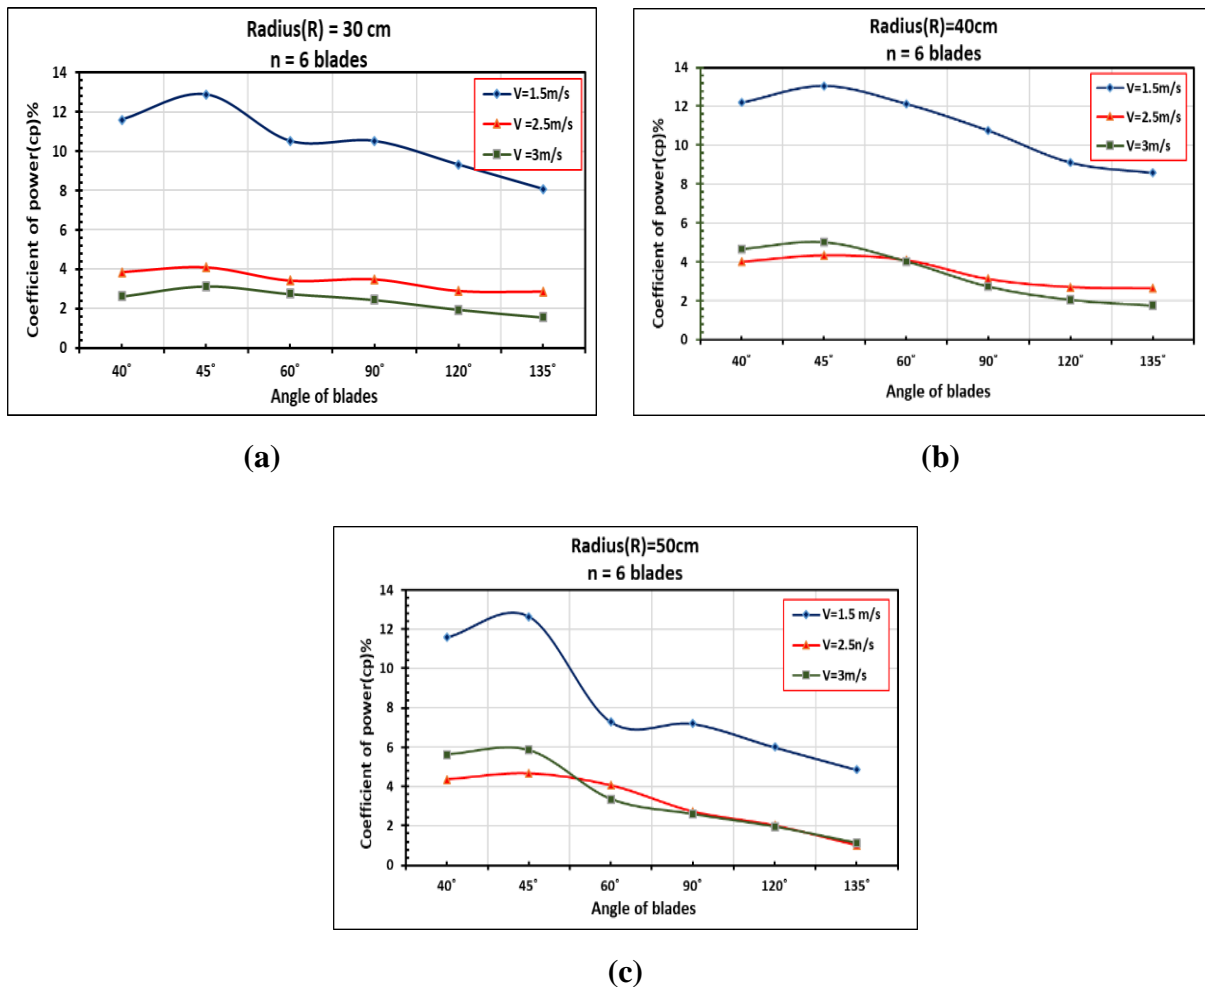 Radius(R) = 30 cm
n = 6 blades
Coefficient of power(cp)%
14
12
10
8
6
4
2
0
V=1.5m/s
V =2.5m/s
V =3m/s
40° 45° 60° 90° 120° 135°
Angle of blades
(a)
Radius(R)=40cm
n = 6 blades
Coefficient of power(cp)%
14
12
10
8
6
4
2
0
V=1.5m/s
V=2.5m/s
V=3m/s
40° 45° 60° 90° 120° 135°
Angle of blades
(b)
Radius(R)=50cm
n = 6 blades
Coefficient of power(cp)%
14
12
10
8
6
4
2
0
V=1.5 m/s
V=2.5n/s
V=3m/s
40° 45° 60° 90° 120° 135°
Angle of blades
(c)